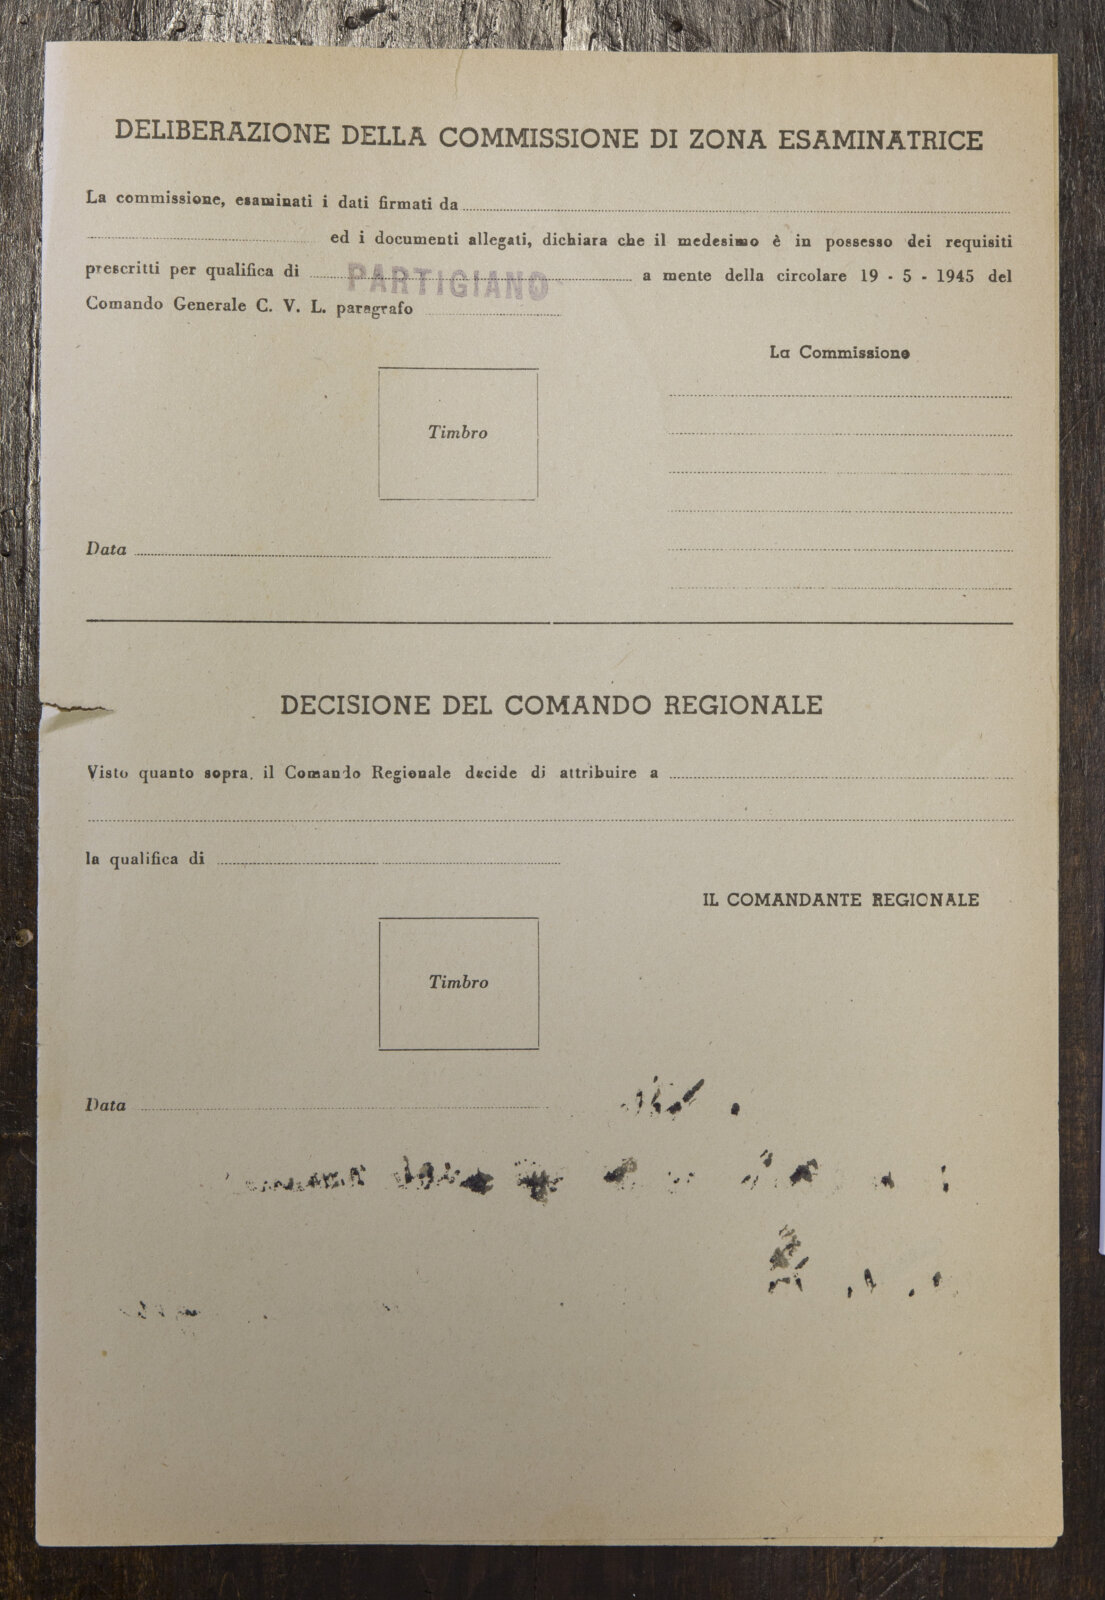 DELIBERAZIONE DELLA COMMISSIONE DI ZONA ESAMINATRICE
La commissione, esaminati i dati firmati da
ed i documenti allegati, dichiara che il medesimo è in possesso dei requisiti
prescritti per qualifica di PARTIGIANO a mente della circolare 19 - 5 - 1945 del
Comando Generale C. V. L. paragrafo
La Commissione
Timbro
Data
DECISIONE DEL COMANDO REGIONALE
Visto quanto sopra, il Comando Regionale decide di attribuire a
la qualifica di
IL COMANDANTE REGIONALE
Timbro
Data